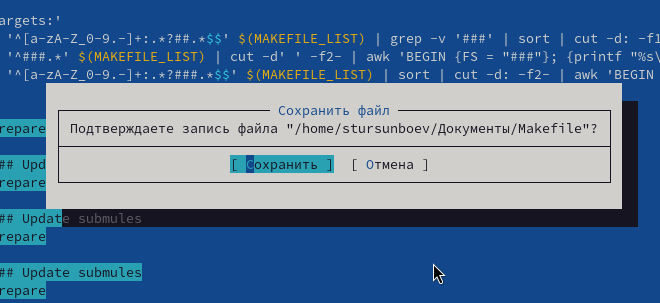 argets:'
'^[a-zA-Z_0-9.-]+:.*?##.*$$' $(MAKEFILE_LIST) | grep -v '###' | sort | cut -d: -f1
'^###.*' $(MAKEFILE_LIST) | cut -d' ' -f2- | awk 'BEGIN {FS = "###"}; {printf "%s\
'^[a-zA-Z_0-9.-]+:.*?###.*$$' $(MAKEFILE_LIST) | sort | cut -d: -f2- | awk 'BEGIN
Сохранить файл
repare
Подтверждаете запись файла "/home/stursunboev/Документы/Makefile"?
## Upd
[ Сохранить ] [ Отмена ]
repare
## Update submules
repare
## Update submules
repare